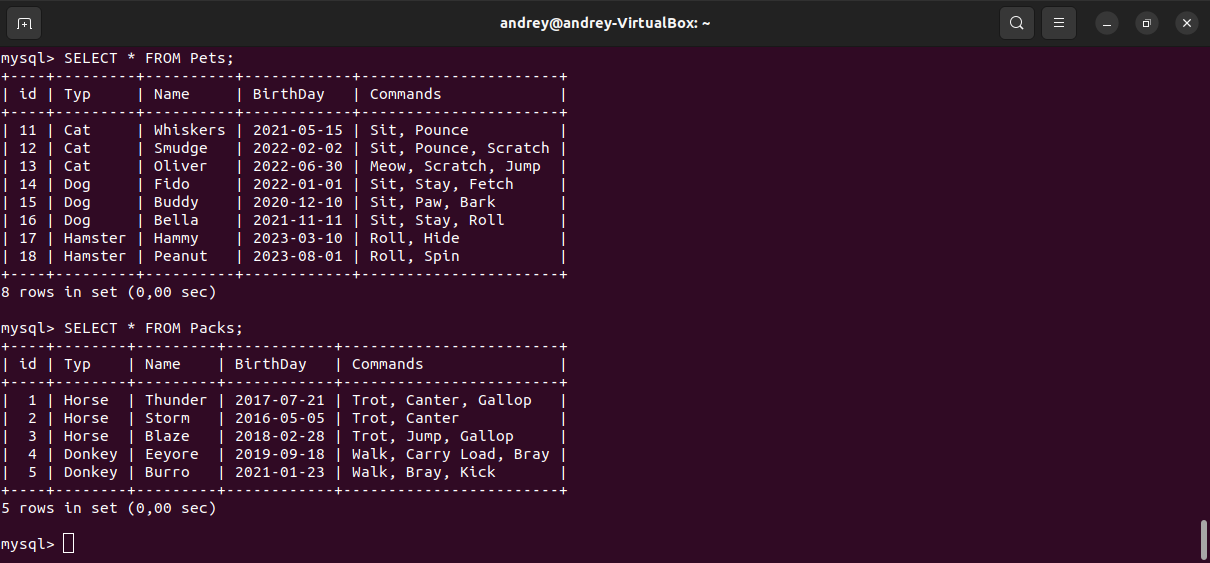 andrey@andrey-VirtualBox: ~
mysql> SELECT * FROM Pets;
+----+---------+----------+------------+----------------------+
| id | Typ     | Name     | BirthDay   | Commands             |
+----+---------+----------+------------+----------------------+
| 11 | Cat     | Whiskers | 2021-05-15 | Sit, Pounce          |
| 12 | Cat     | Smudge   | 2022-02-02 | Sit, Pounce, Scratch |
| 13 | Cat     | Oliver   | 2022-06-30 | Meow, Scratch, Jump  |
| 14 | Dog     | Fido     | 2022-01-01 | Sit, Stay, Fetch     |
| 15 | Dog     | Buddy    | 2020-12-10 | Sit, Paw, Bark       |
| 16 | Dog     | Bella    | 2021-11-11 | Sit, Stay, Roll      |
| 17 | Hamster | Hammy    | 2023-03-10 | Roll, Hide           |
| 18 | Hamster | Peanut   | 2023-08-01 | Roll, Spin           |
+----+---------+----------+------------+----------------------+
8 rows in set (0,00 sec)
mysql> SELECT * FROM Packs;
+----+--------+---------+------------+------------------------+
| id | Typ    | Name    | BirthDay   | Commands               |
+----+--------+---------+------------+------------------------+
|  1 | Horse  | Thunder | 2017-07-21 | Trot, Canter, Gallop   |
|  2 | Horse  | Storm   | 2016-05-05 | Trot, Canter           |
|  3 | Horse  | Blaze   | 2018-02-28 | Trot, Jump, Gallop     |
|  4 | Donkey | Eeyore  | 2019-09-18 | Walk, Carry Load, Bray |
|  5 | Donkey | Burro   | 2021-01-23 | Walk, Bray, Kick       |
+----+--------+---------+------------+------------------------+
5 rows in set (0,00 sec)
mysql>